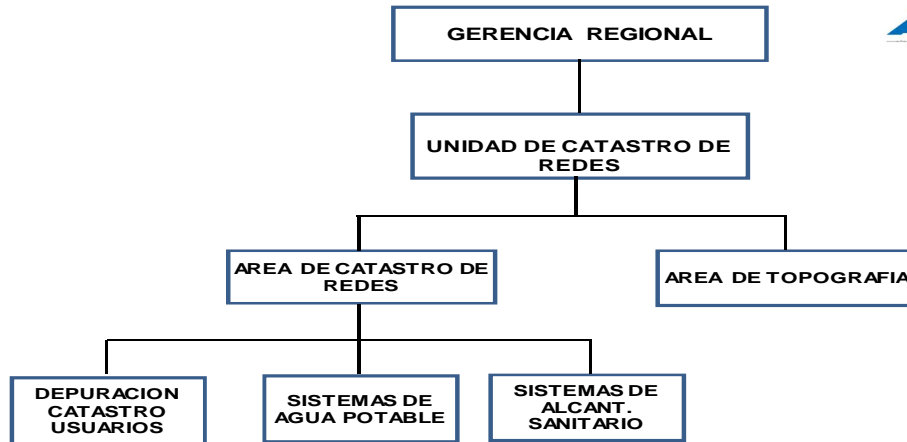 GERENCIA REGIONAL
UNIDAD DE CATASTRO DE
REDES
AREA DE CATASTRO DE
REDES
AREA DE TOPOGRAFIA
DEPURACION
CATASTRO
USUARIOS
SISTEMAS DE
AGUA POTABLE
SISTEMAS DE
ALCANT.
SANITARIO